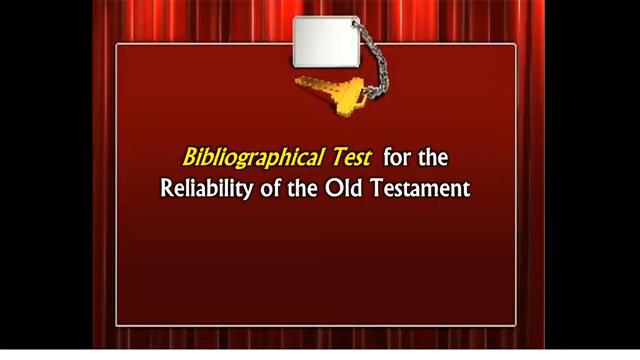 Bibliographical Test for the
Reliability of the Old Testament